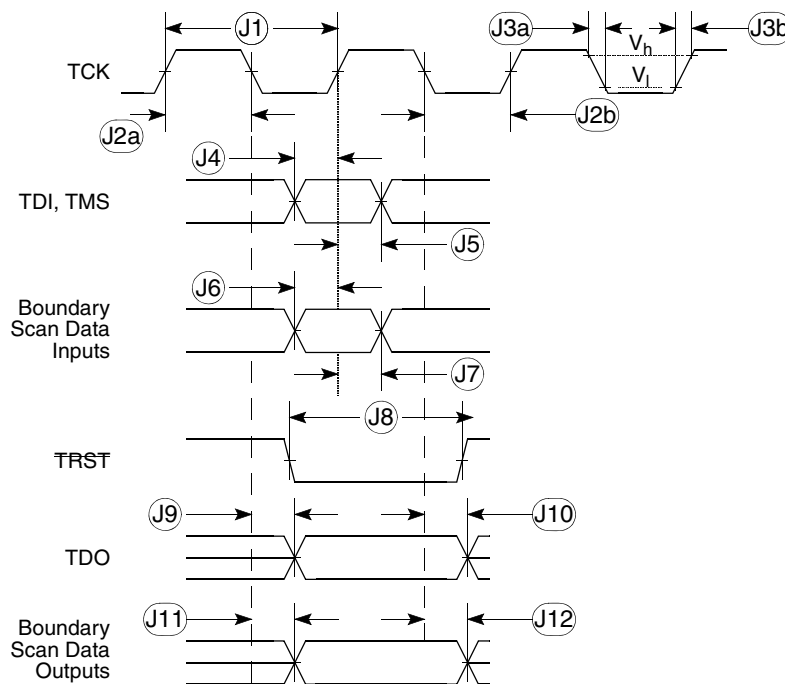 J1
J3a
J3b
Vh
TCK
Vl
J2a
J2b
J4
TDI, TMS
J5
J6
Boundary
Scan Data
Inputs
J7
J8
TRST
J9
J10
TDO
J11
J12
Boundary
Scan Data
Outputs